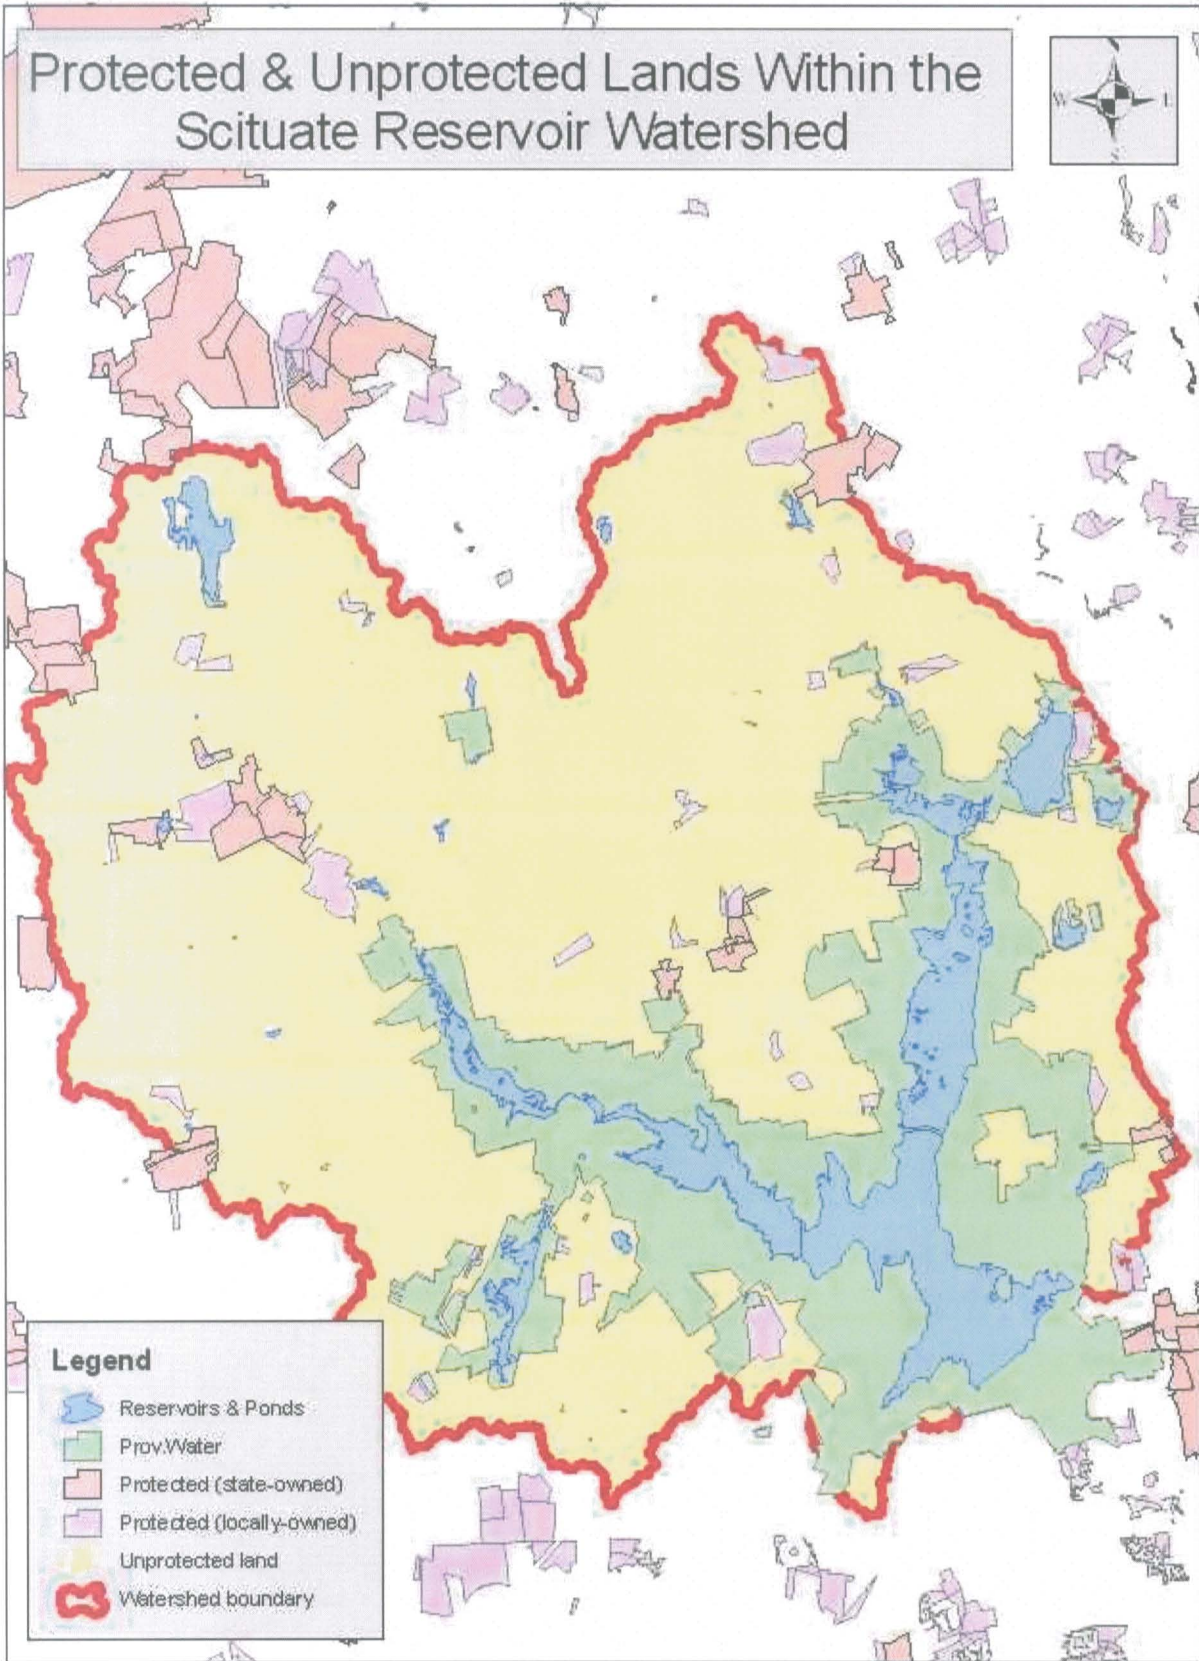 Protected & Unprotected Lands Within the
Scituate Reservoir Watershed
W E
Legend
Reservoirs & Ponds
Prov.Water
Protected (state-owned)
Protected (locally-owned)
Unprotected land
Watershed boundary